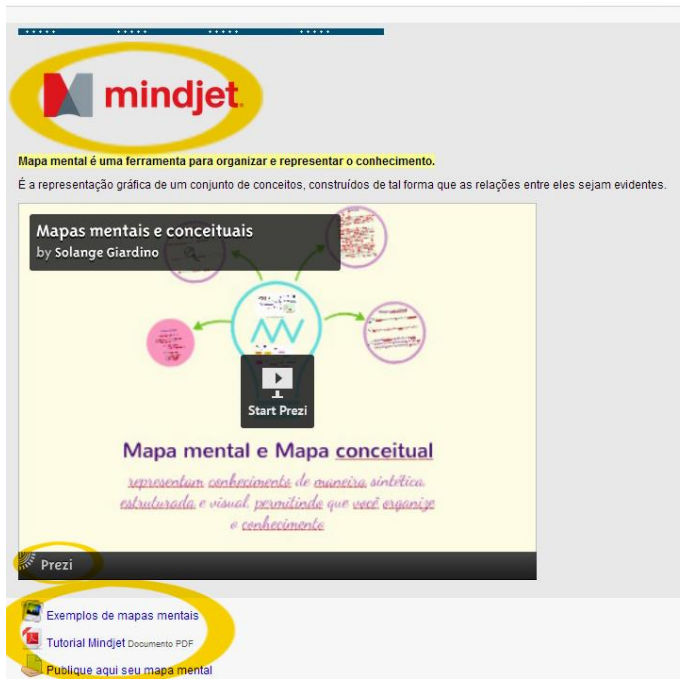 mindjet.
Mapa mental é uma ferramenta para organizar e representar o conhecimento.
É a representação gráfica de um conjunto de conceitos, construídos de tal forma que as relações entre eles sejam evidentes.
Mapas mentais e conceituais
by Solange Giardino
Start Prezi
Mapa mental e Mapa conceitual
representam conhecimento de maneira sintética,
estruturada e visual, permitindo que você organize
o conhecimento
Prezi
Exemplos de mapas mentais
Tutorial Mindjet Documento PDF
Publique aqui seu mapa mental